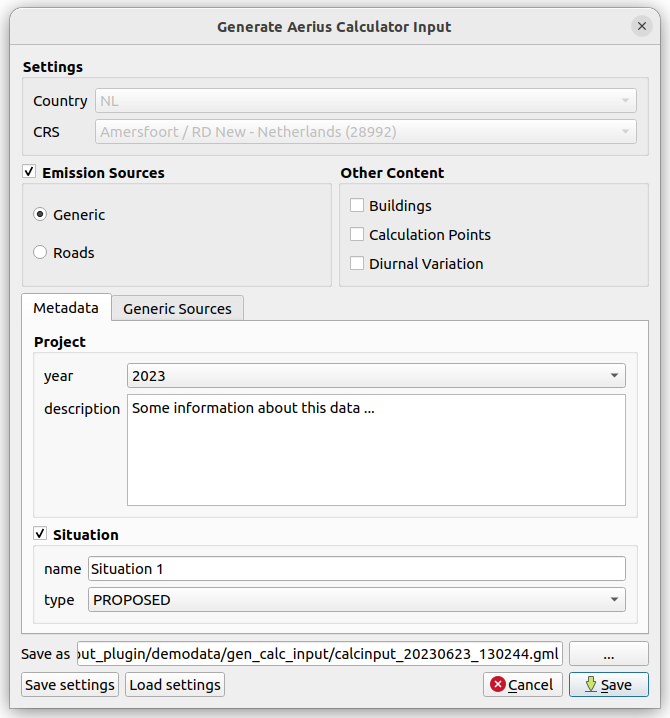 Generate Aerius Calculator Input
Settings
Country NL
CRS Amersfoort / RD New - Netherlands (28992)
Emission Sources
Other Content
Generic
Roads
Buildings
Calculation Points
Diurnal Variation
Metadata Generic Sources
Project
year 2023
description Some information about this data ...
Situation
name Situation 1
type PROPOSED
Save as out_plugin/demodata/gen_calc_input/calcinput_20230623_130244.gml ...
Save settings Load settings Cancel Save